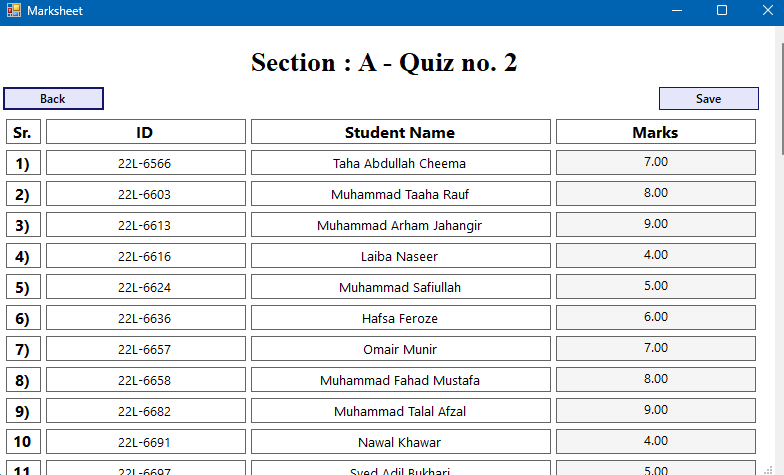 Marksheet
Section : A - Quiz no. 2
Back Save
Sr. ID Student Name Marks
1) 22L-6566 Taha Abdullah Cheema 7.00
2) 22L-6603 Muhammad Taaha Rauf 8.00
3) 22L-6613 Muhammad Arham Jahangir 9.00
4) 22L-6616 Laiba Naseer 4.00
5) 22L-6624 Muhammad Safiullah 5.00
6) 22L-6636 Hafsa Feroze 6.00
7) 22L-6657 Omair Munir 7.00
8) 22L-6658 Muhammad Fahad Mustafa 8.00
9) 22L-6682 Muhammad Talal Afzal 9.00
10 22L-6691 Nawal Khawar 4.00
11 22L-6697 Syed Adil Bukhari 5.00